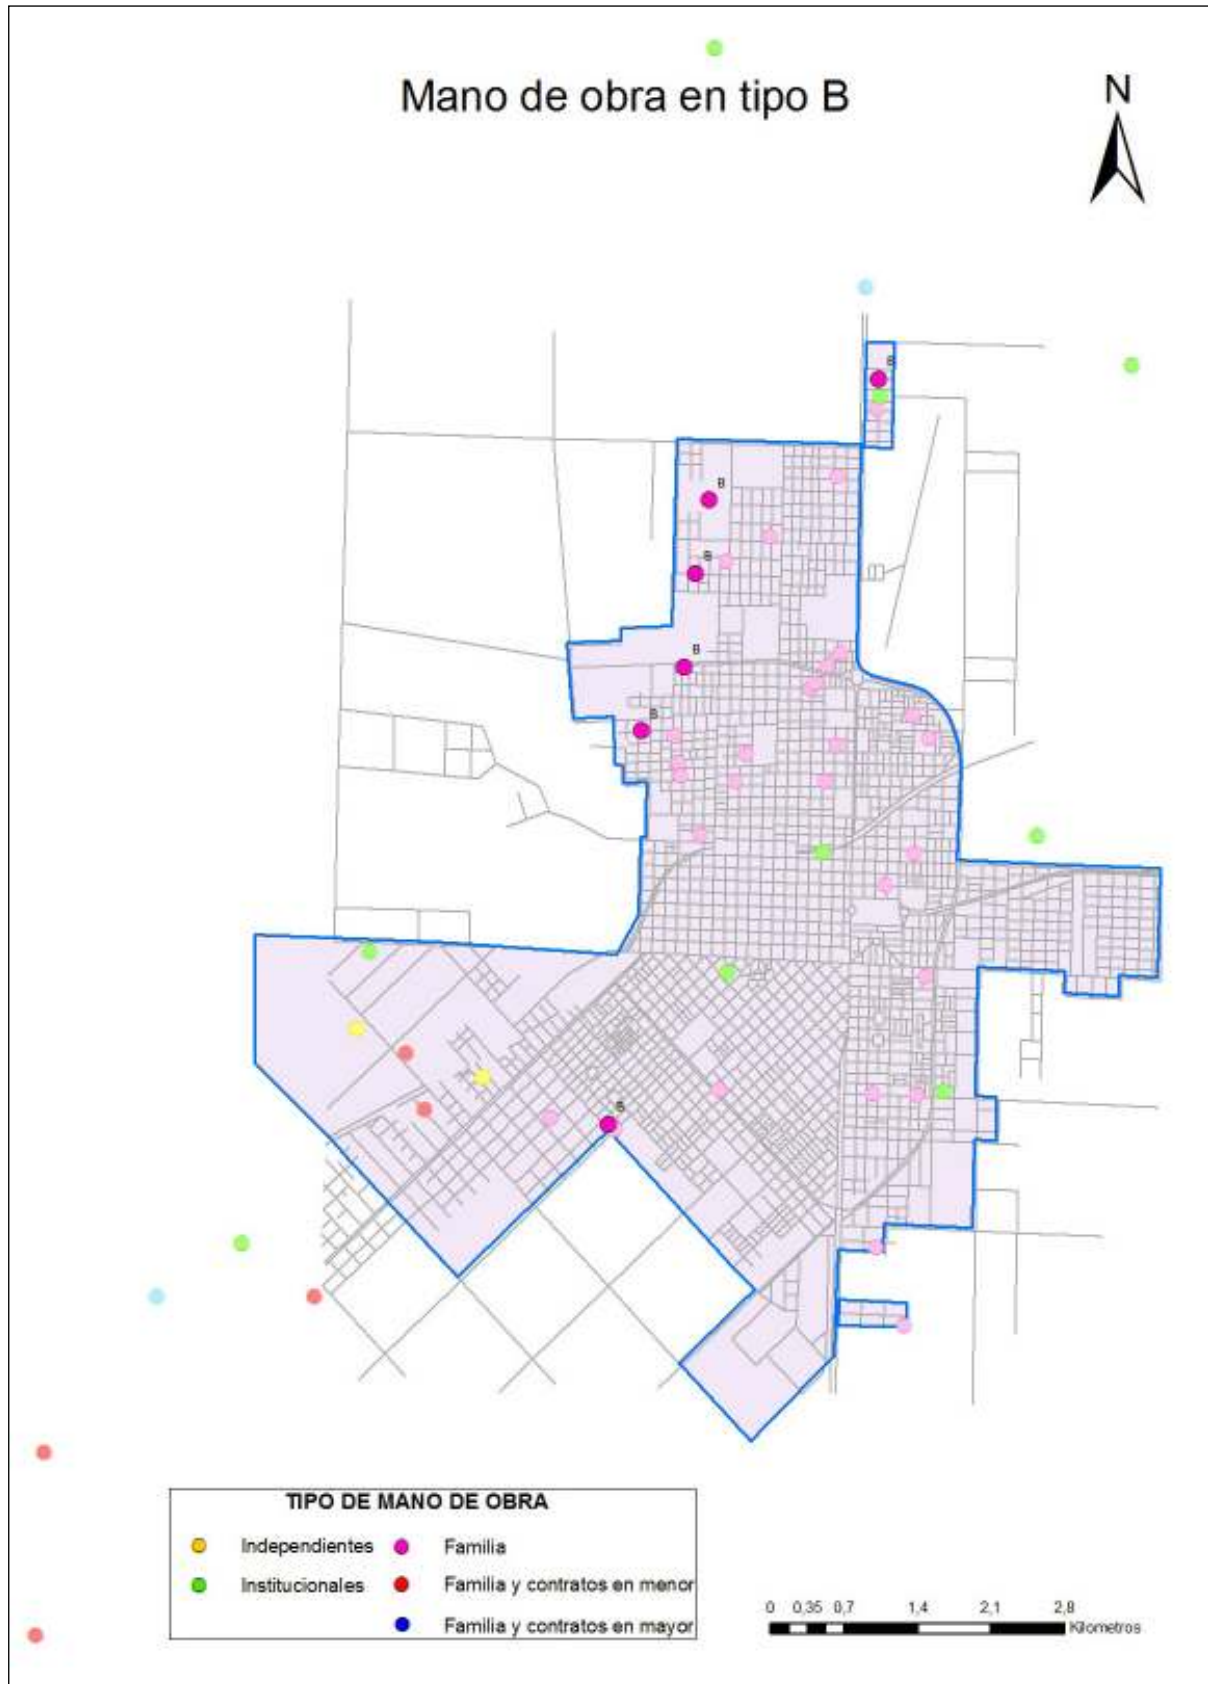 Mano de obra en tipo B
N
B
B
B
B
B
B
TIPO DE MANO DE OBRA
Independientes
Familia
Institucionales
Familia y contratos en menor
Familia y contratos en mayor
0 0,35 0,7 1,4 2,1 2,8
Kilometros